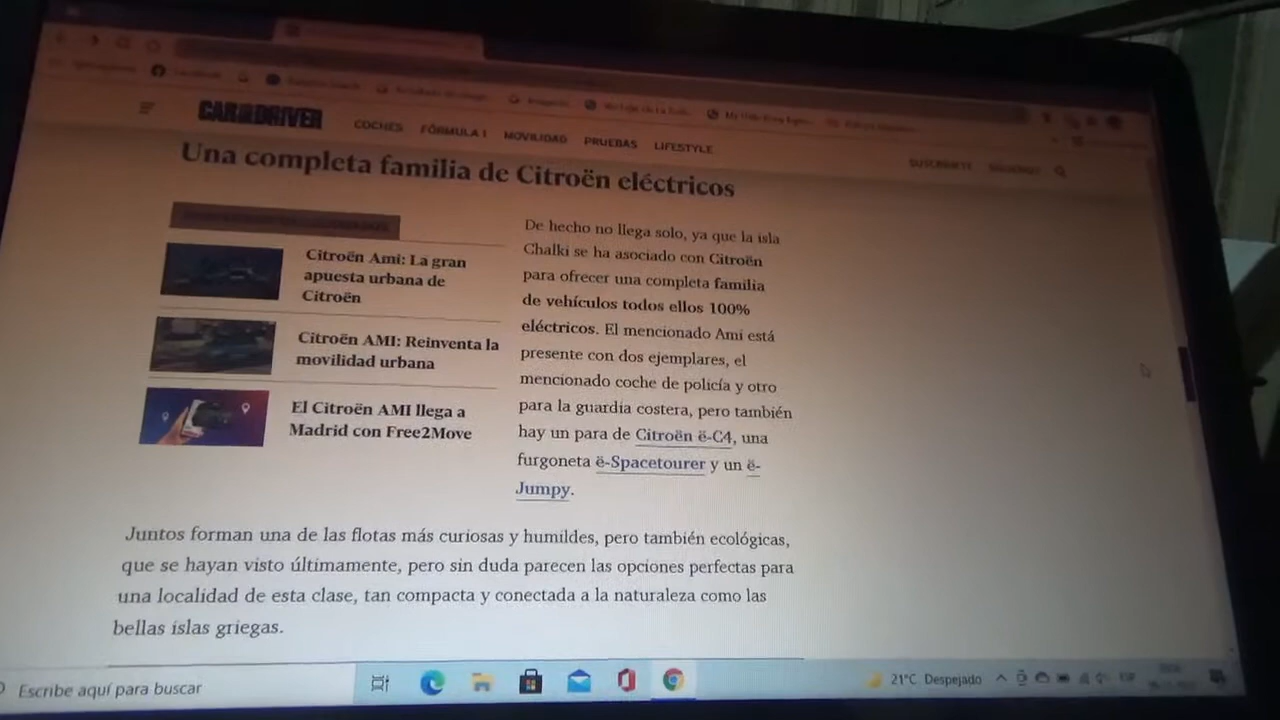 CAR AND DRIVER
COCHES FÓRMULA 1 MOVILIDAD PRUEBAS LIFESTYLE
Una completa familia de Citroën eléctricos
Citroën Ami: La gran
apuesta urbana de
Citroën
Citroën AMI: Reinventa la
movilidad urbana
El Citroën AMI llega a
Madrid con Free2Move
De hecho no llega solo, ya que la isla
Chalki se ha asociado con Citroën
para ofrecer una completa familia
de vehículos todos ellos 100%
eléctricos. El mencionado Ami está
presente con dos ejemplares, el
mencionado coche de policía y otro
para la guardia costera, pero también
hay un para de Citroën ë-C4, una
furgoneta ë-Spacetourer y un ë-
Jumpy.
Juntos forman una de las flotas más curiosas y humildes, pero también ecológicas,
que se hayan visto últimamente, pero sin duda parecen las opciones perfectas para
una localidad de esta clase, tan compacta y conectada a la naturaleza como las
bellas islas griegas.
Escribe aquí para buscar
21°C Despejado
ESP